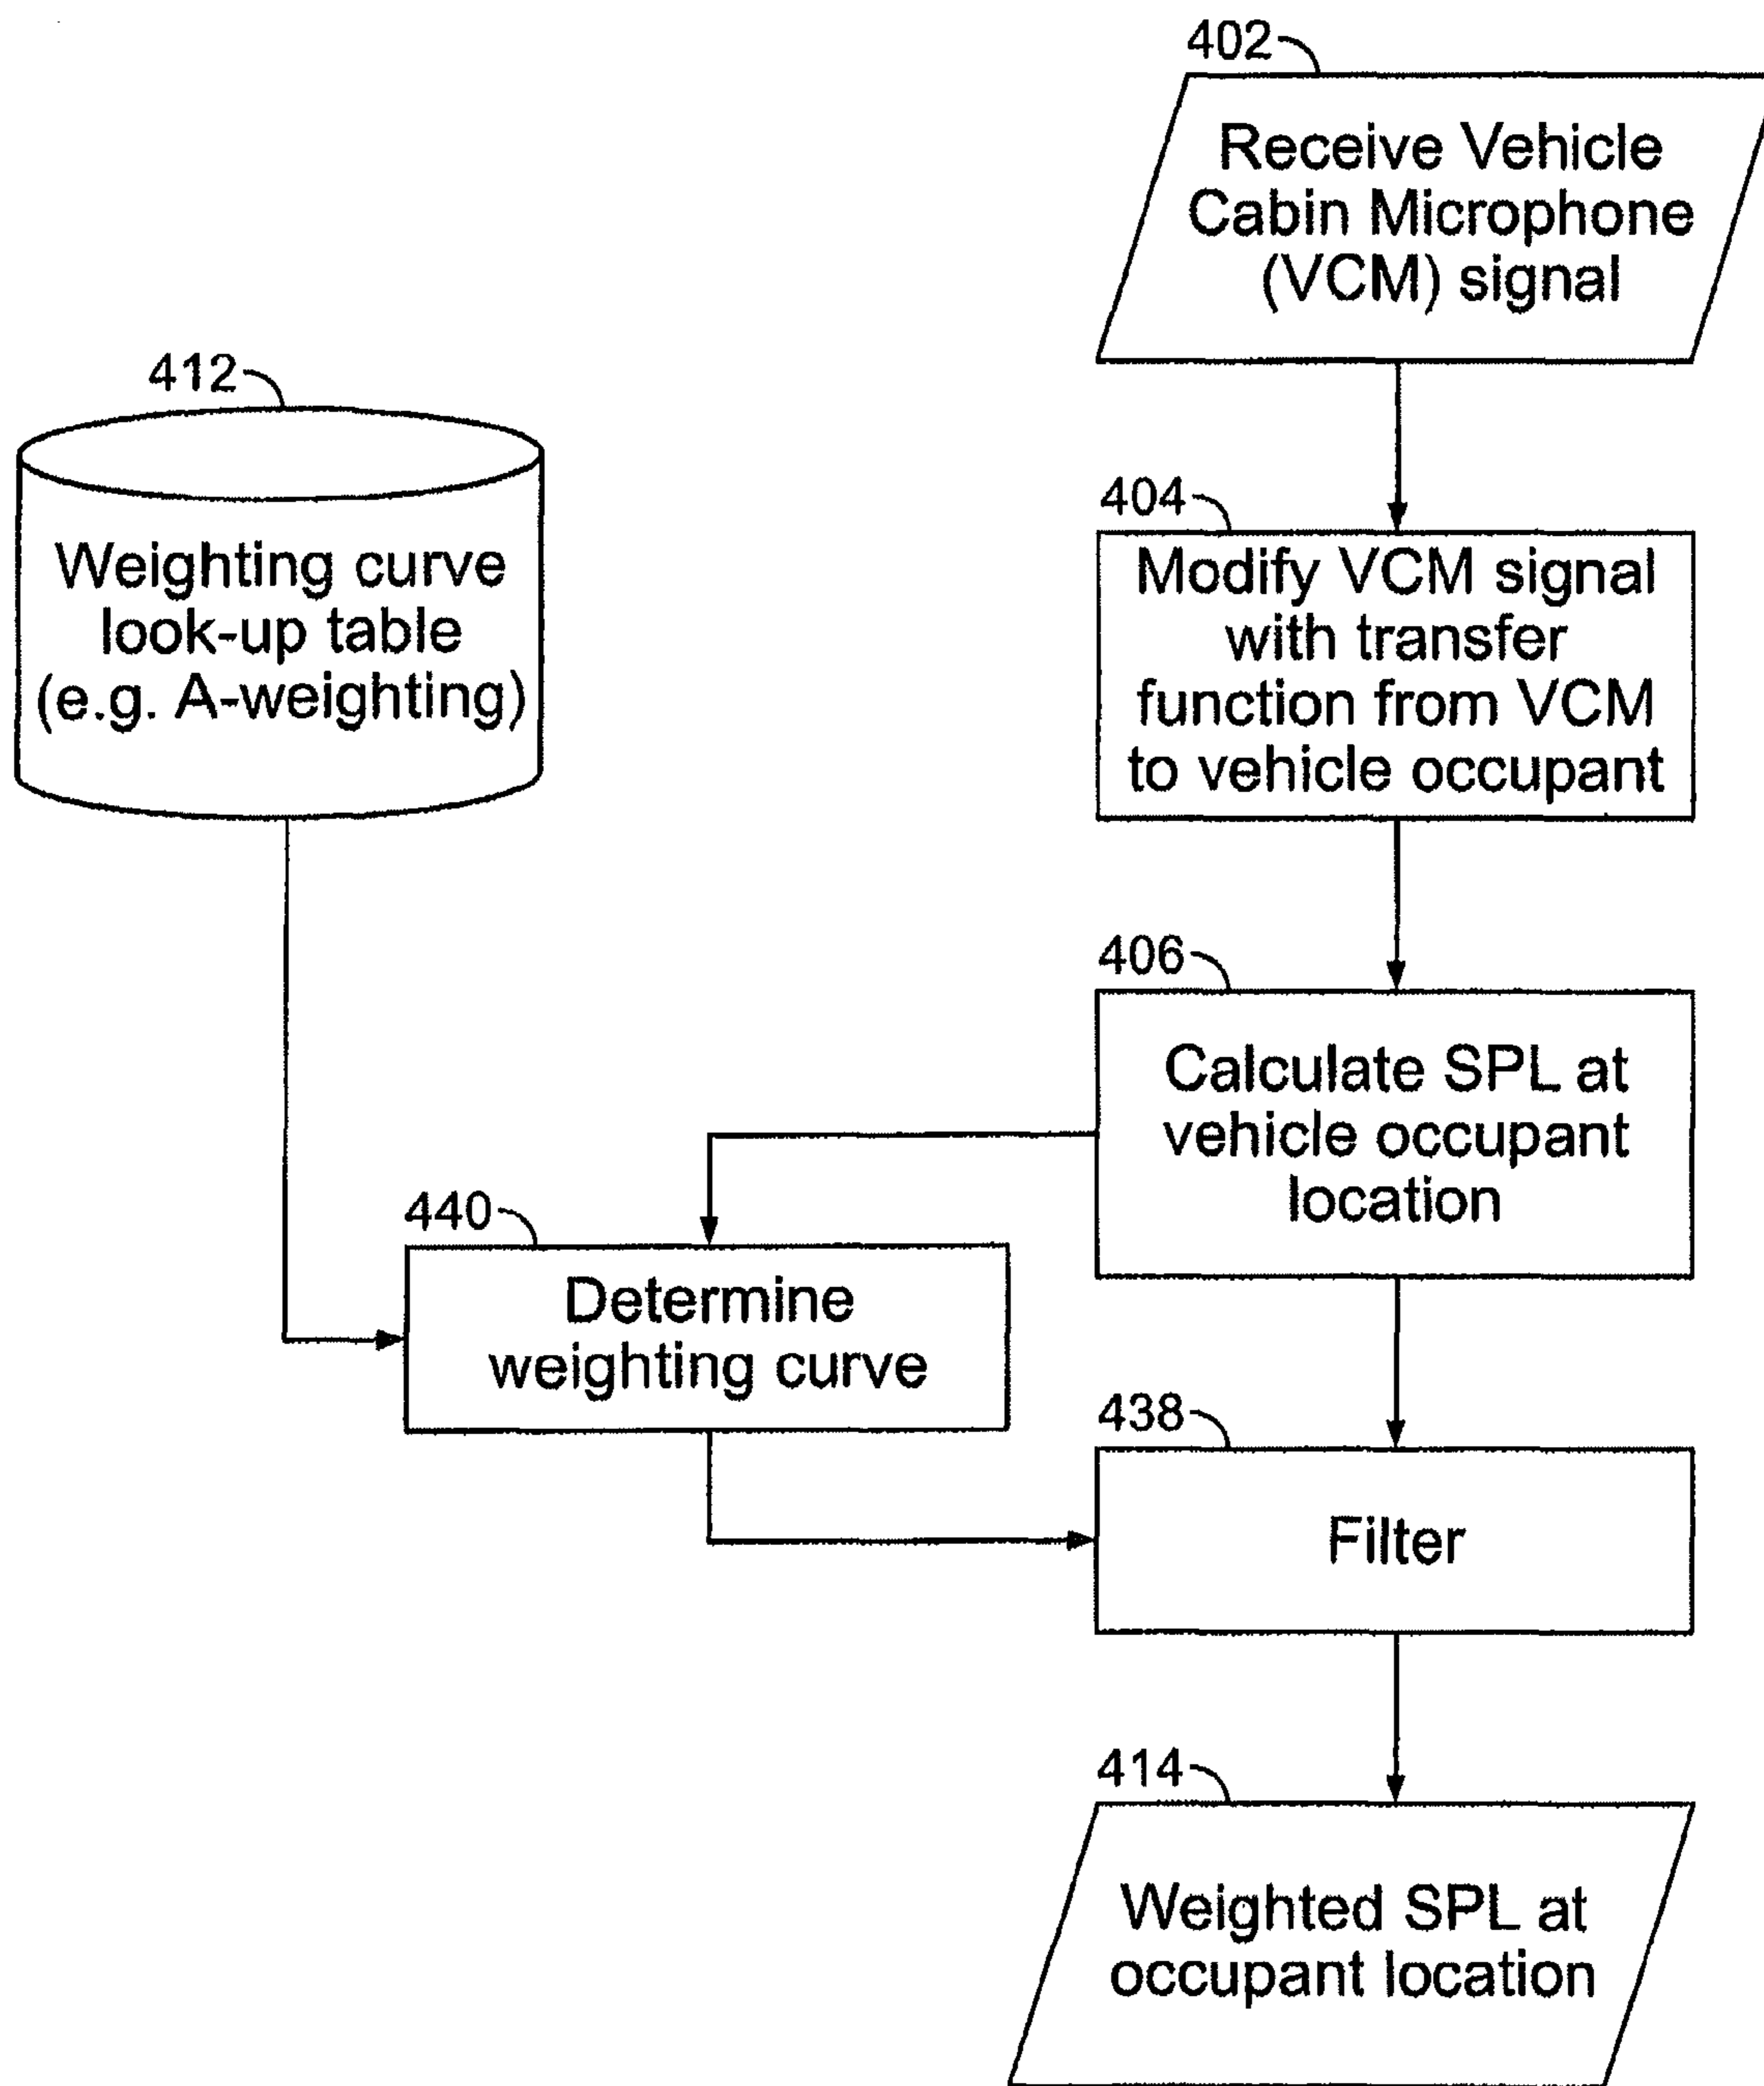 402
Receive Vehicle
Cabin Microphone
(VCM) signal
412
Weighting curve
look-up table
(e.g. A-weighting)
404
Modify VCM signal
with transfer
function from VCM
to vehicle occupant
406
Calculate SPL at
vehicle occupant
location
440
Determine
weighting curve
438
Filter
414
Weighted SPL at
occupant location